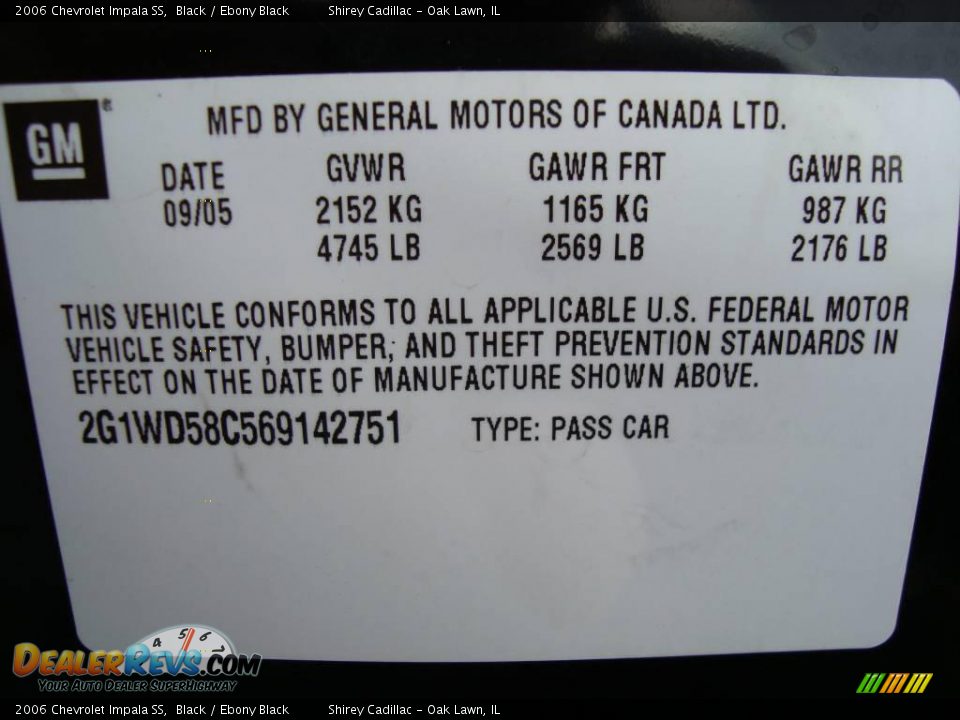 2006 Chevrolet Impala SS, Black / Ebony Black Shirey Cadillac - Oak Lawn, IL
GM®
MFD BY GENERAL MOTORS OF CANADA LTD.
DATE GVWR GAWR FRT GAWR RR
09/05 2152 KG 1165 KG 987 KG
4745 LB 2569 LB 2176 LB
THIS VEHICLE CONFORMS TO ALL APPLICABLE U.S. FEDERAL MOTOR
VEHICLE SAFETY, BUMPER, AND THEFT PREVENTION STANDARDS IN
EFFECT ON THE DATE OF MANUFACTURE SHOWN ABOVE.
2G1WD58C569142751 TYPE: PASS CAR
4 5 6 7
DEALERREVS.COM
YOUR AUTO DEALER SUPERHIGHWAY
2006 Chevrolet Impala SS, Black / Ebony Black Shirey Cadillac - Oak Lawn, IL